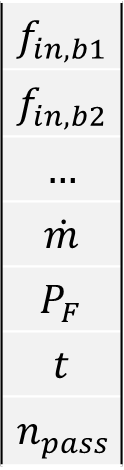 f_{in,b1}
f_{in,b2}
...
ṁ
P_F
t
n_{pass}